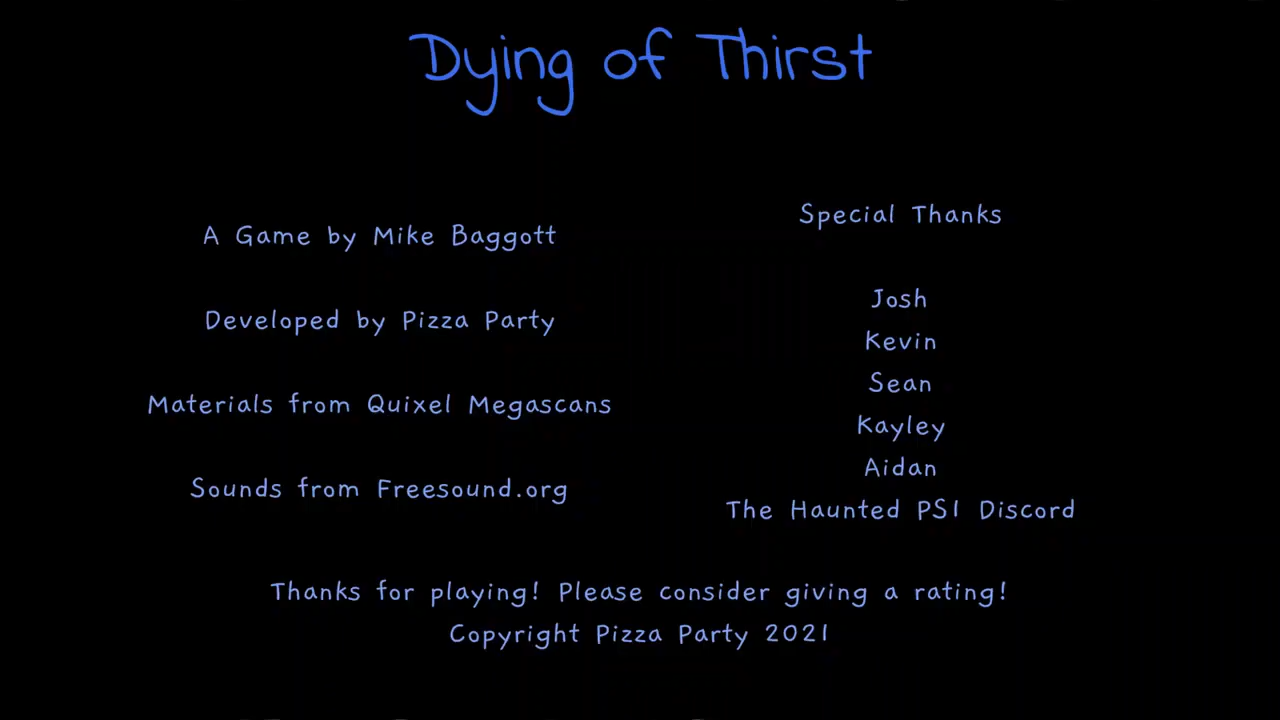 Dying of Thirst
A Game by Mike Baggott
Developed by Pizza Party
Materials from Quixel Megascans
Sounds from Freesound.org
Special Thanks
Josh
Kevin
Sean
Kayley
Aidan
The Haunted PS1 Discord
Thanks for playing! Please consider giving a rating!
Copyright Pizza Party 2021